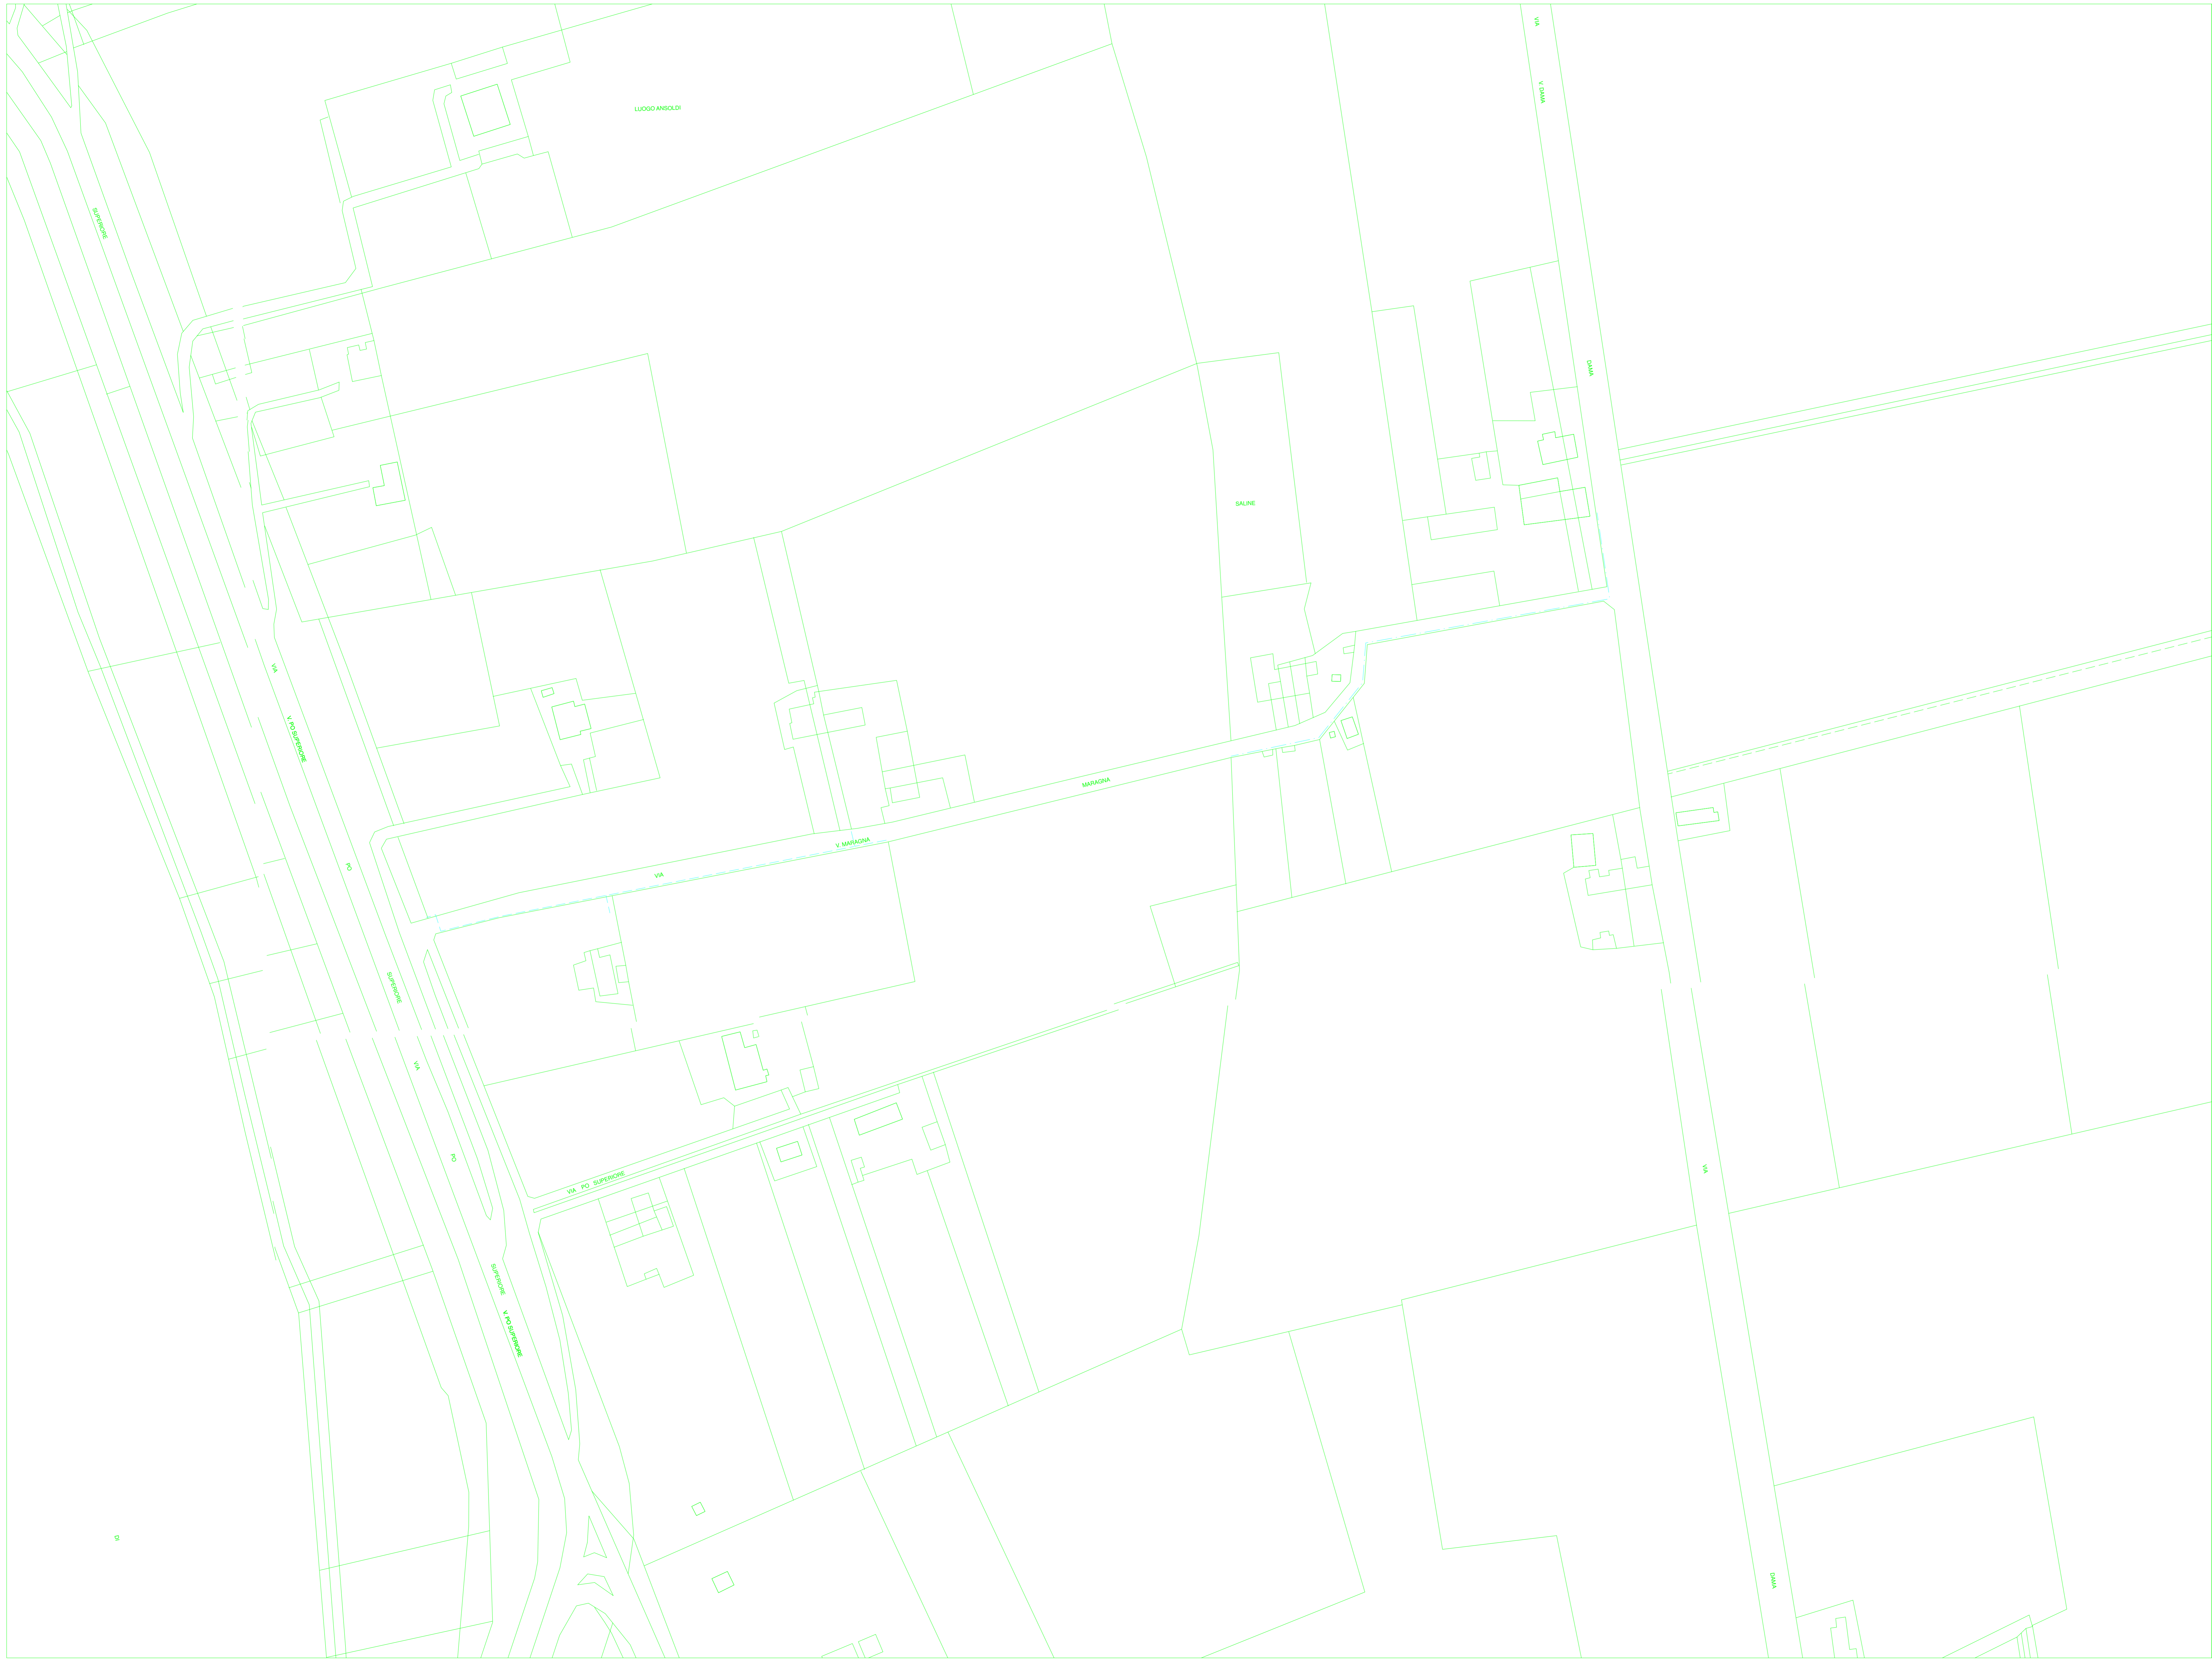 VIA
V. DAMA
LUOGO ANSOLDI
SUPERIORE
DAMA
SALINE
VIA
V. PO SUPERIORE
MARAGNA
V. MARAGNA
PO
VIA
SUPERIORE
VIA
PO
VIA
VIA PO SUPERIORE
SUPERIORE
V. PO SUPERIORE
DI
DAMA